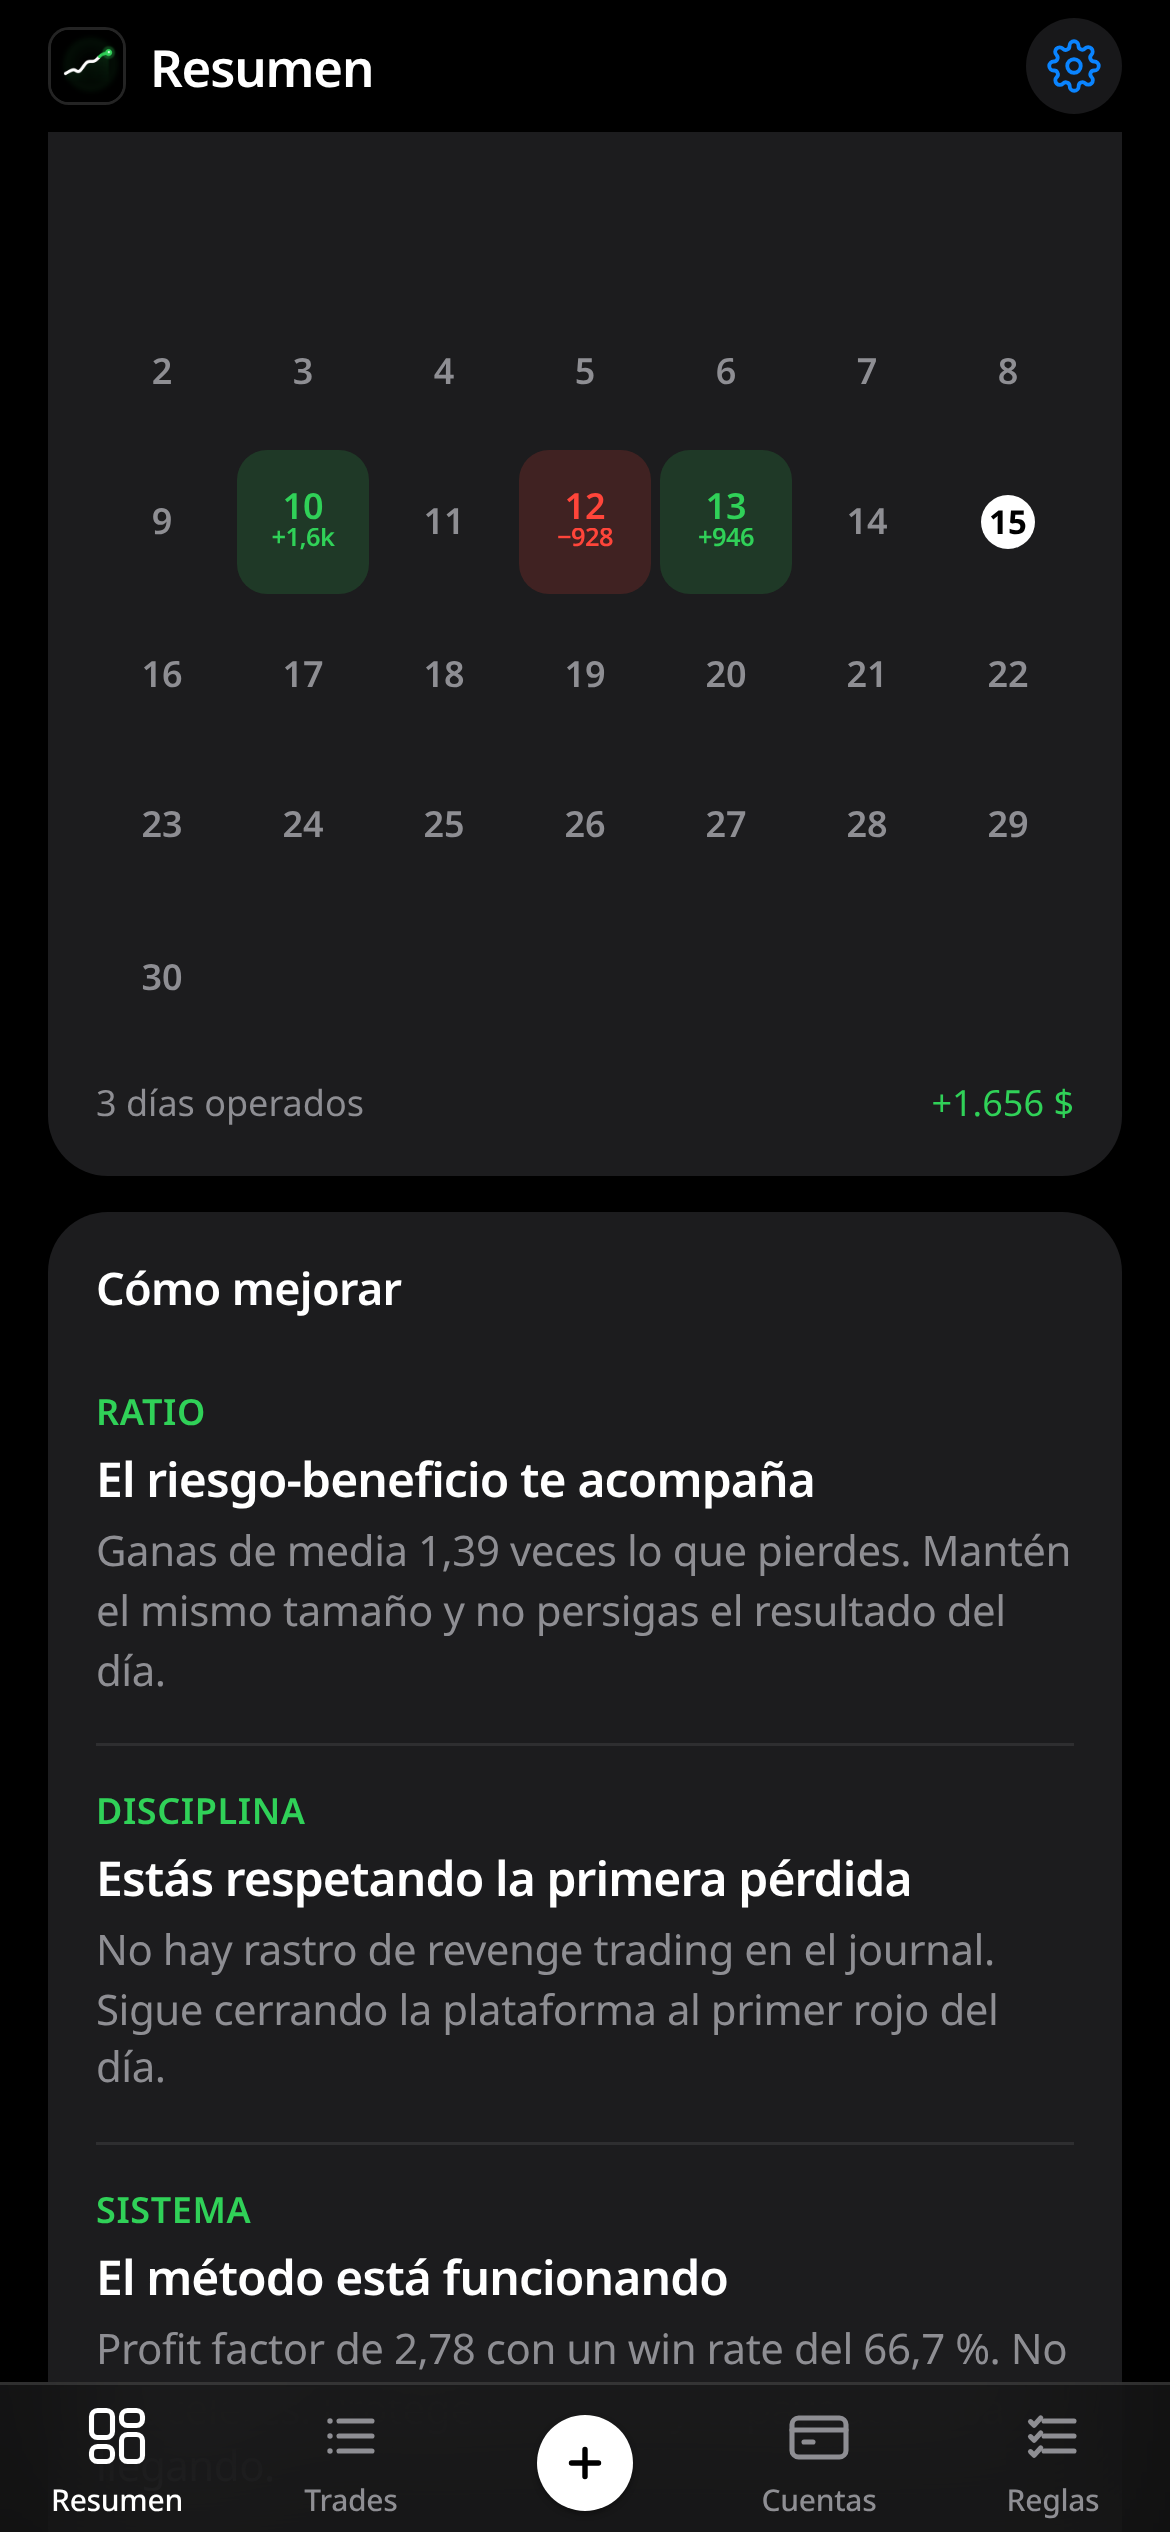 Resumen
2 3 4 5 6 7 8
9 10 11 12 13 14 15
+1,6k −928 +946
16 17 18 19 20 21 22
23 24 25 26 27 28 29
30
3 días operados +1.656 $
Cómo mejorar
RATIO
El riesgo-beneficio te acompaña
Ganas de media 1,39 veces lo que pierdes. Mantén
el mismo tamaño y no persigas el resultado del
día.
DISCIPLINA
Estás respetando la primera pérdida
No hay rastro de revenge trading en el journal.
Sigue cerrando la plataforma al primer rojo del
día.
SISTEMA
El método está funcionando
Profit factor de 2,78 con un win rate del 66,7 %. No
Resumen Trades Cuentas Reglas